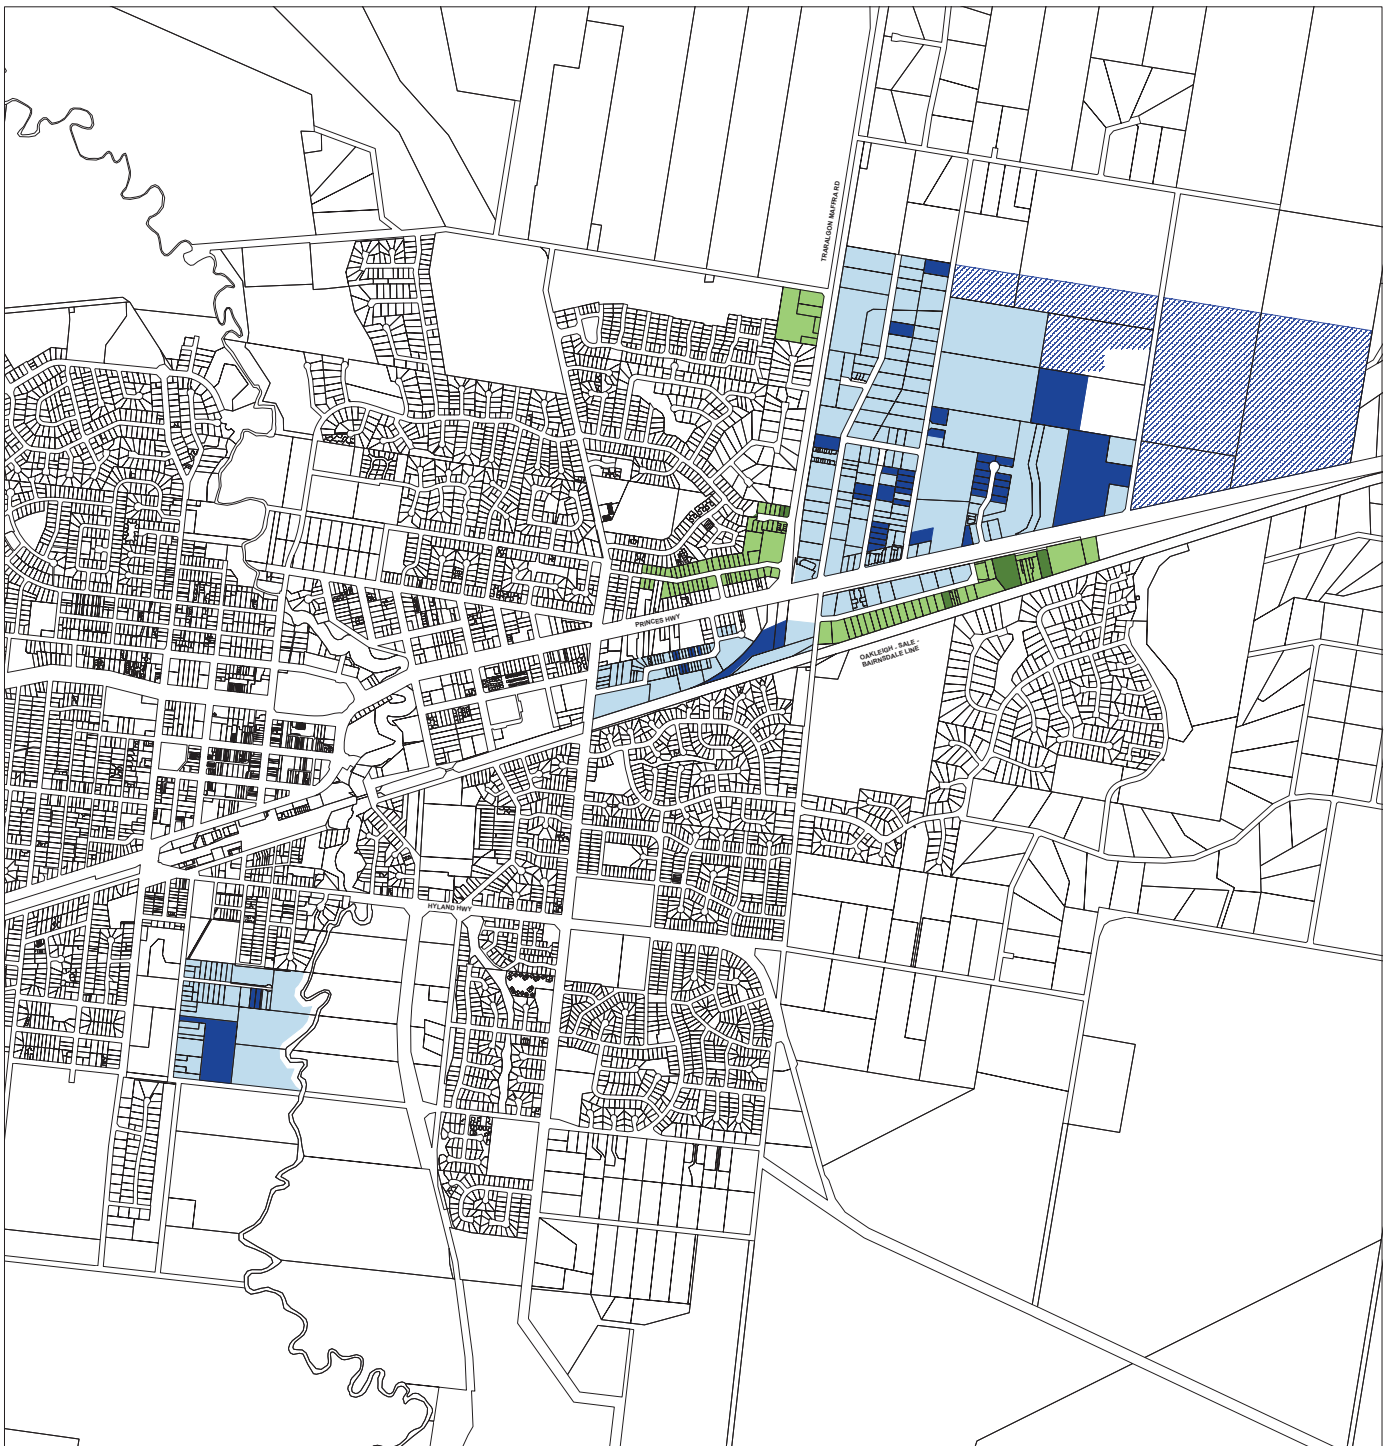 TRARALGON MAFFRA RD
PRINCES HWY
OAKLEIGH - SALE -
BAIRNSDALE LINE
HYLAND HWY